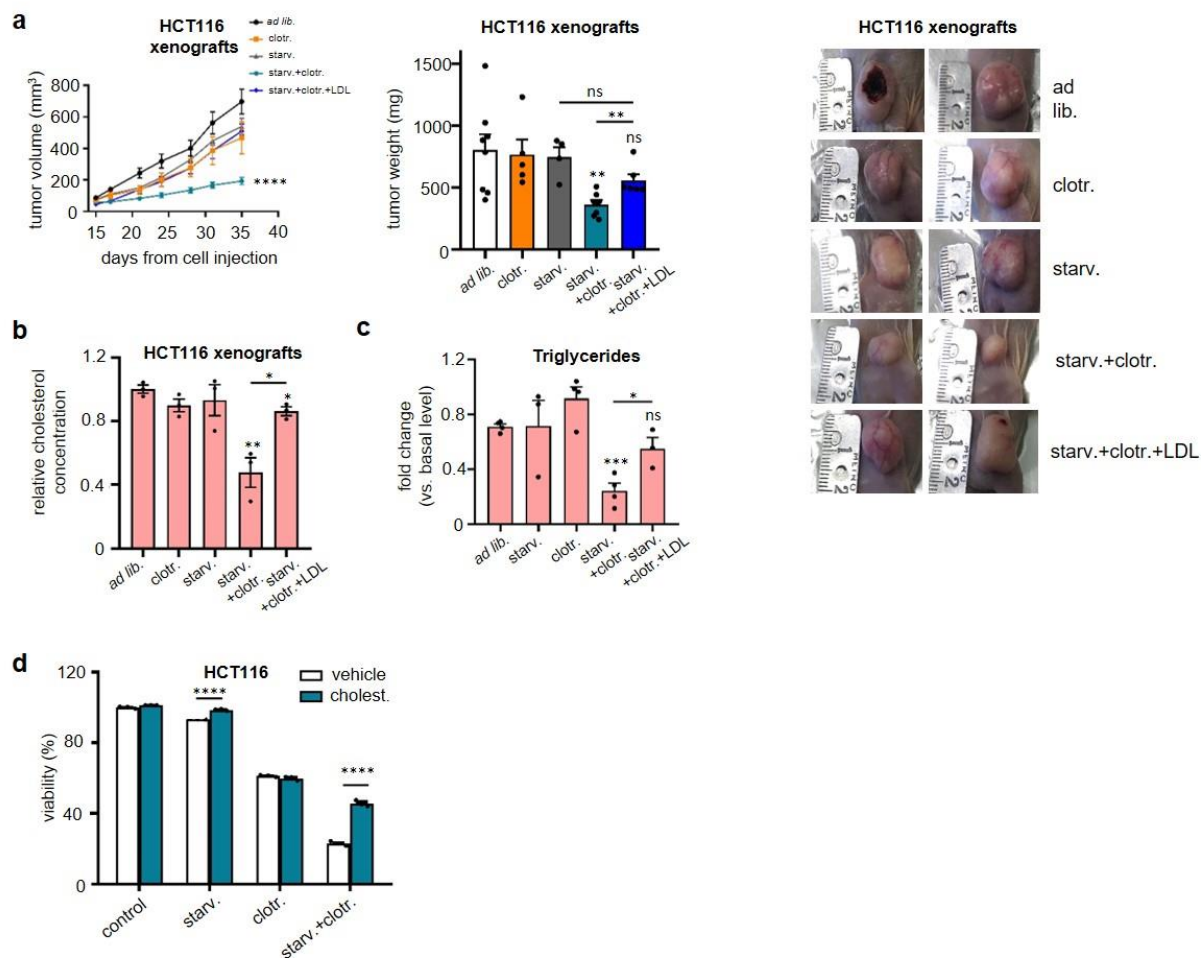 a
HCT116
xenografts
ad lib.
clotr.
starv.
starv.+clotr.
starv.+clotr.+LDL
tumor volume (mm³)
800
600
400
200
0
15 20 25 30 35 40
days from cell injection
****
HCT116 xenografts
tumor weight (mg)
1500
1000
500
0
ns
**
ns
**
ad lib.
clotr.
starv.
starv.
+clotr.
starv.
+clotr.+LDL
HCT116 xenografts
ad
lib.
clotr.
starv.
starv.+clotr.
starv.+clotr.+LDL
b
HCT116 xenografts
relative cholesterol
concentration
1.2
0.8
0.4
0
*
*
**
ad lib.
clotr.
starv.
starv.
+clotr.
starv.
+clotr.+LDL
c
Triglycerides
fold change
(vs. basal level)
1.2
0.8
0.4
0
*
ns
***
ad lib.
starv.
clotr.
starv.
+clotr.
starv.
+clotr.+LDL
d
HCT116
vehicle
cholest.
viability (%)
120
80
40
0
****
****
control
starv.
clotr.
starv.+clotr.